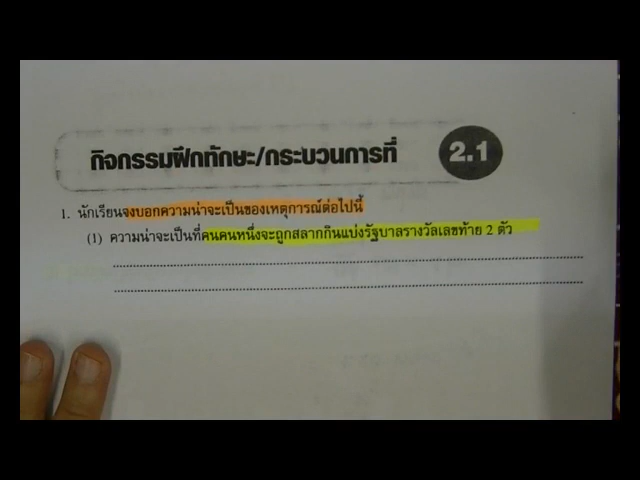 กิจกรรมฝึกทักษะ/กระบวนการที่ 2.1
1. นักเรียนจงบอกความน่าจะเป็นของเหตุการณ์ต่อไปนี้
(1) ความน่าจะเป็นที่คนคนหนึ่งจะถูกสลากกินแบ่งรัฐบาลรางวัลเลขท้าย 2 ตัว